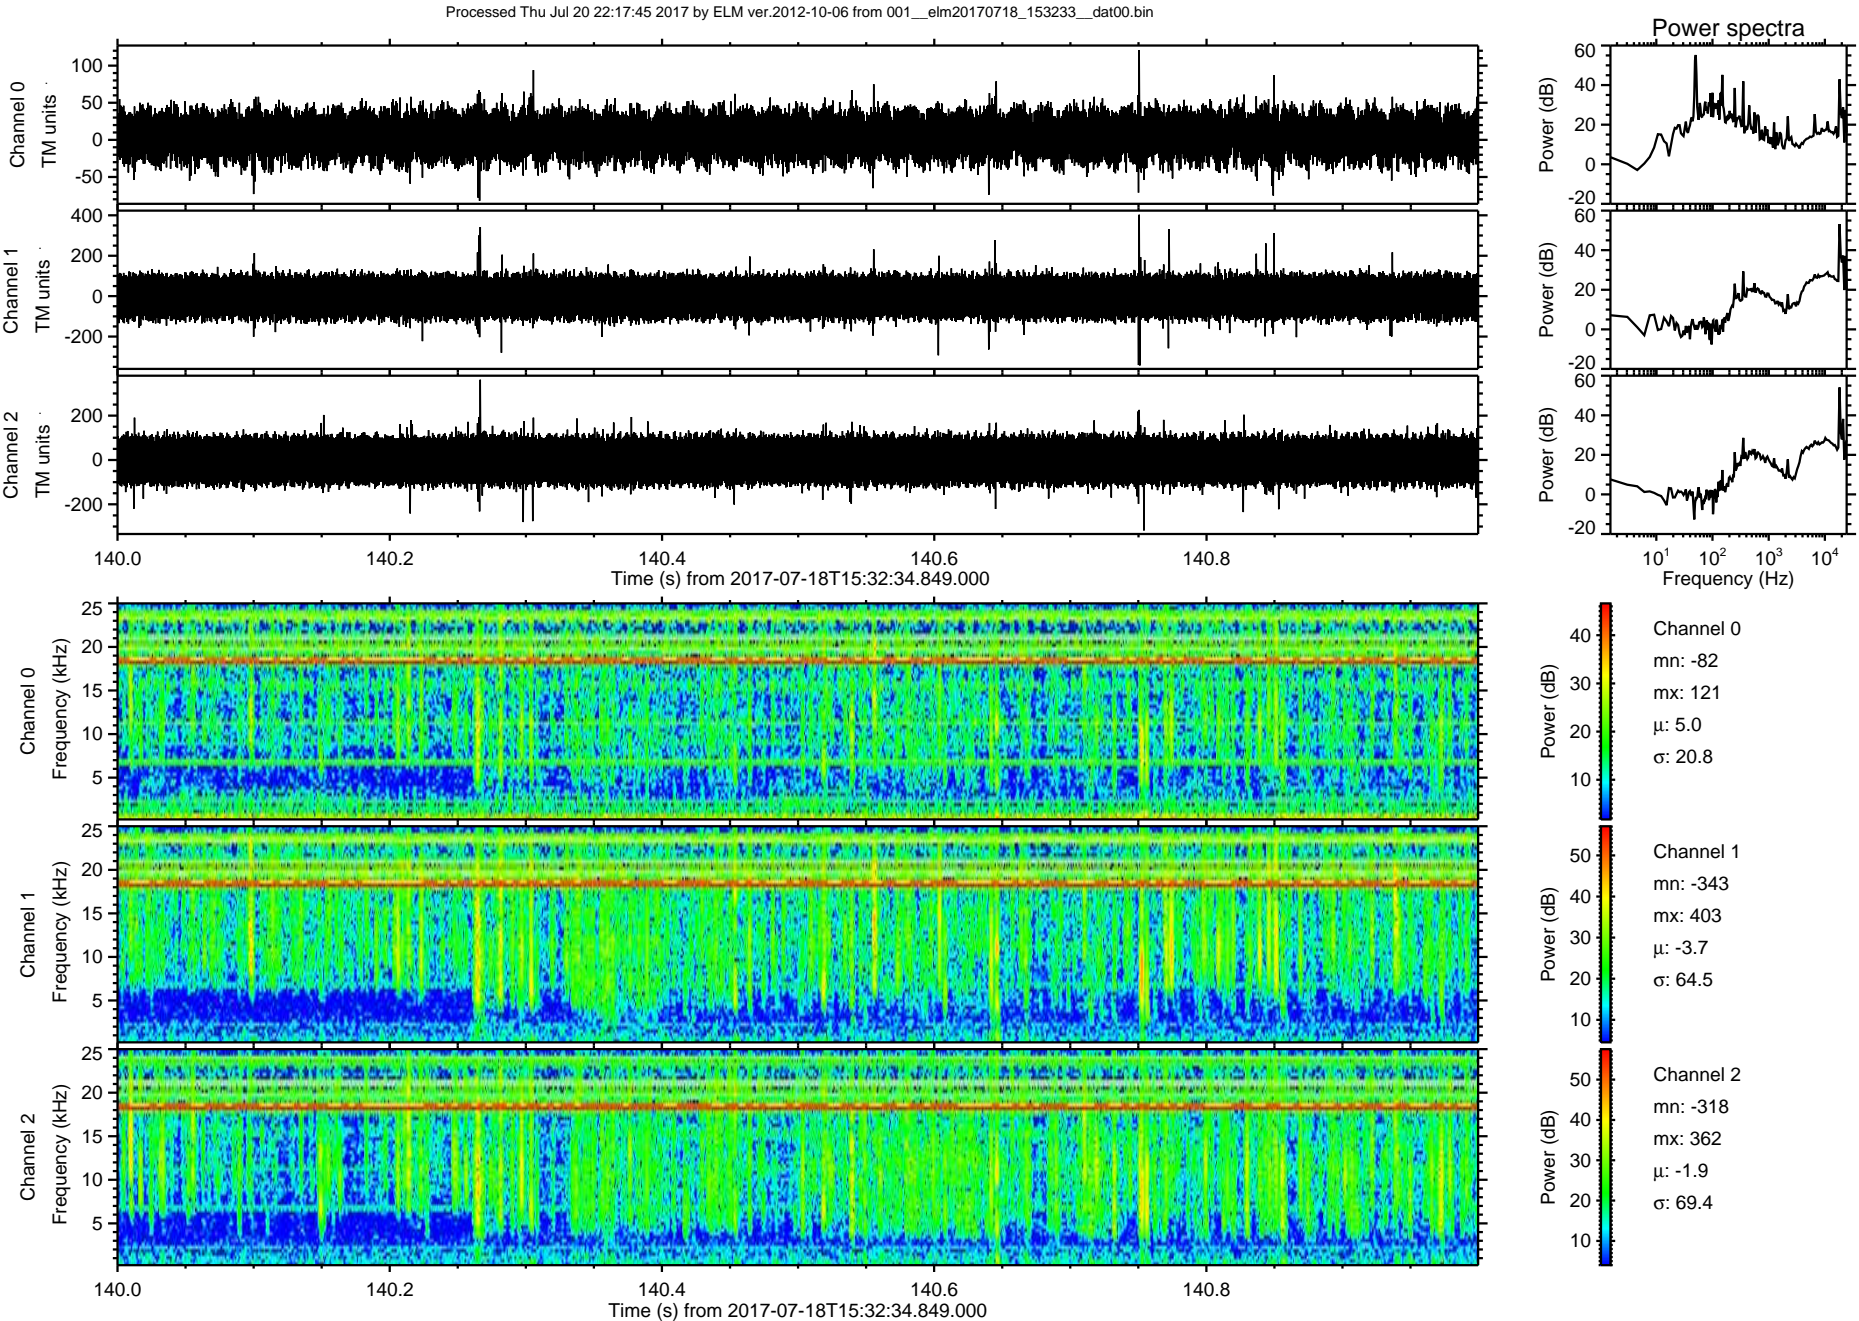 Processed Thu Jul 20 22:17:45 2017 by ELM ver.2012-10-06 from 001__elm20170718_153233__dat00.bin
Power spectra
Channel 0
TM units
100
50
0
-50
Power (dB)
60
40
20
0
-20
Channel 1
TM units
400
200
0
-200
Power (dB)
60
40
20
0
-20
Channel 2
TM units
200
0
-200
Power (dB)
60
40
20
0
-20
140.0 140.2 140.4 140.6 140.8
Time (s) from 2017-07-18T15:32:34.849.000
10¹ 10² 10³ 10⁴
Frequency (Hz)
Channel 0
Frequency (kHz)
25
20
15
10
5
Power (dB)
40
30
20
10
Channel 0
mn: -82
mx: 121
μ: 5.0
σ: 20.8
Channel 1
Frequency (kHz)
25
20
15
10
5
Power (dB)
50
40
30
20
10
Channel 1
mn: -343
mx: 403
μ: -3.7
σ: 64.5
Channel 2
Frequency (kHz)
25
20
15
10
5
Power (dB)
50
40
30
20
10
Channel 2
mn: -318
mx: 362
μ: -1.9
σ: 69.4
140.0 140.2 140.4 140.6 140.8
Time (s) from 2017-07-18T15:32:34.849.000